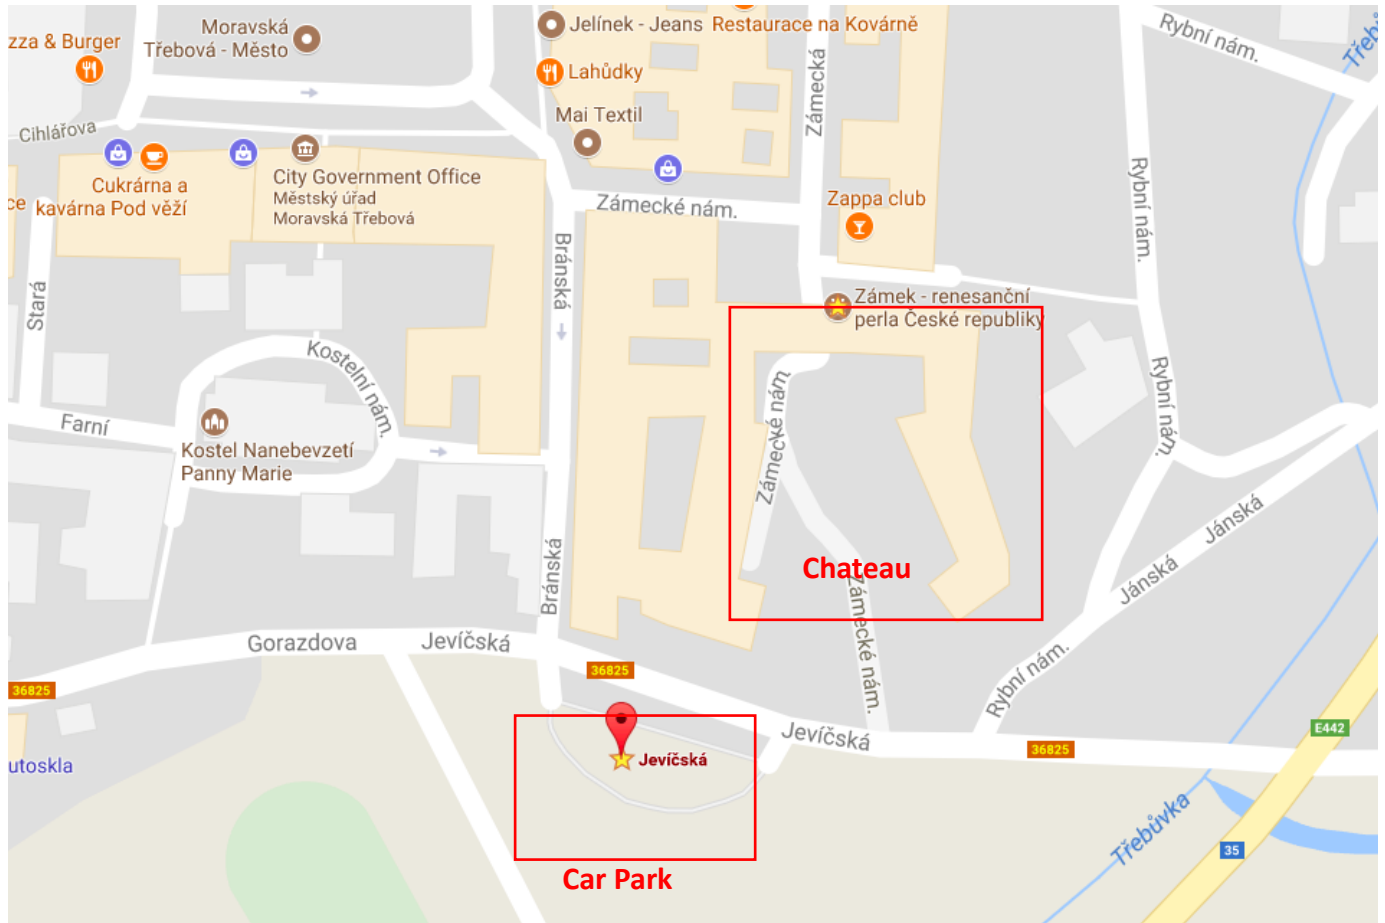 Moravská
Třebová - Město
zza & Burger
Jelínek - Jeans
Restaurace na Kovárně
Rybní nám.
Lahůdky
Zámecká
Mai Textil
Cihlářova
City Government Office
Městský úřad
Moravská Třebová
Cukrárna a
kavárna Pod věží
ce
Zámecké nám.
Zappa club
Rybní nám.
Bránská
Stará
Zámek - renesanční
perla České republiky
Kostelní nám.
Farní
Kostel Nanebevzetí
Panny Marie
Zámecké nám.
Rybní nám.
Jánská
Jánská
Chateau
Bránská
Zámecké nám.
Gorazdova
Jevíčská
36825
36825
Rybní nám.
Jevíčská
36825
E442
Jevíčská
utoskla
Třebůvka
35
Car Park